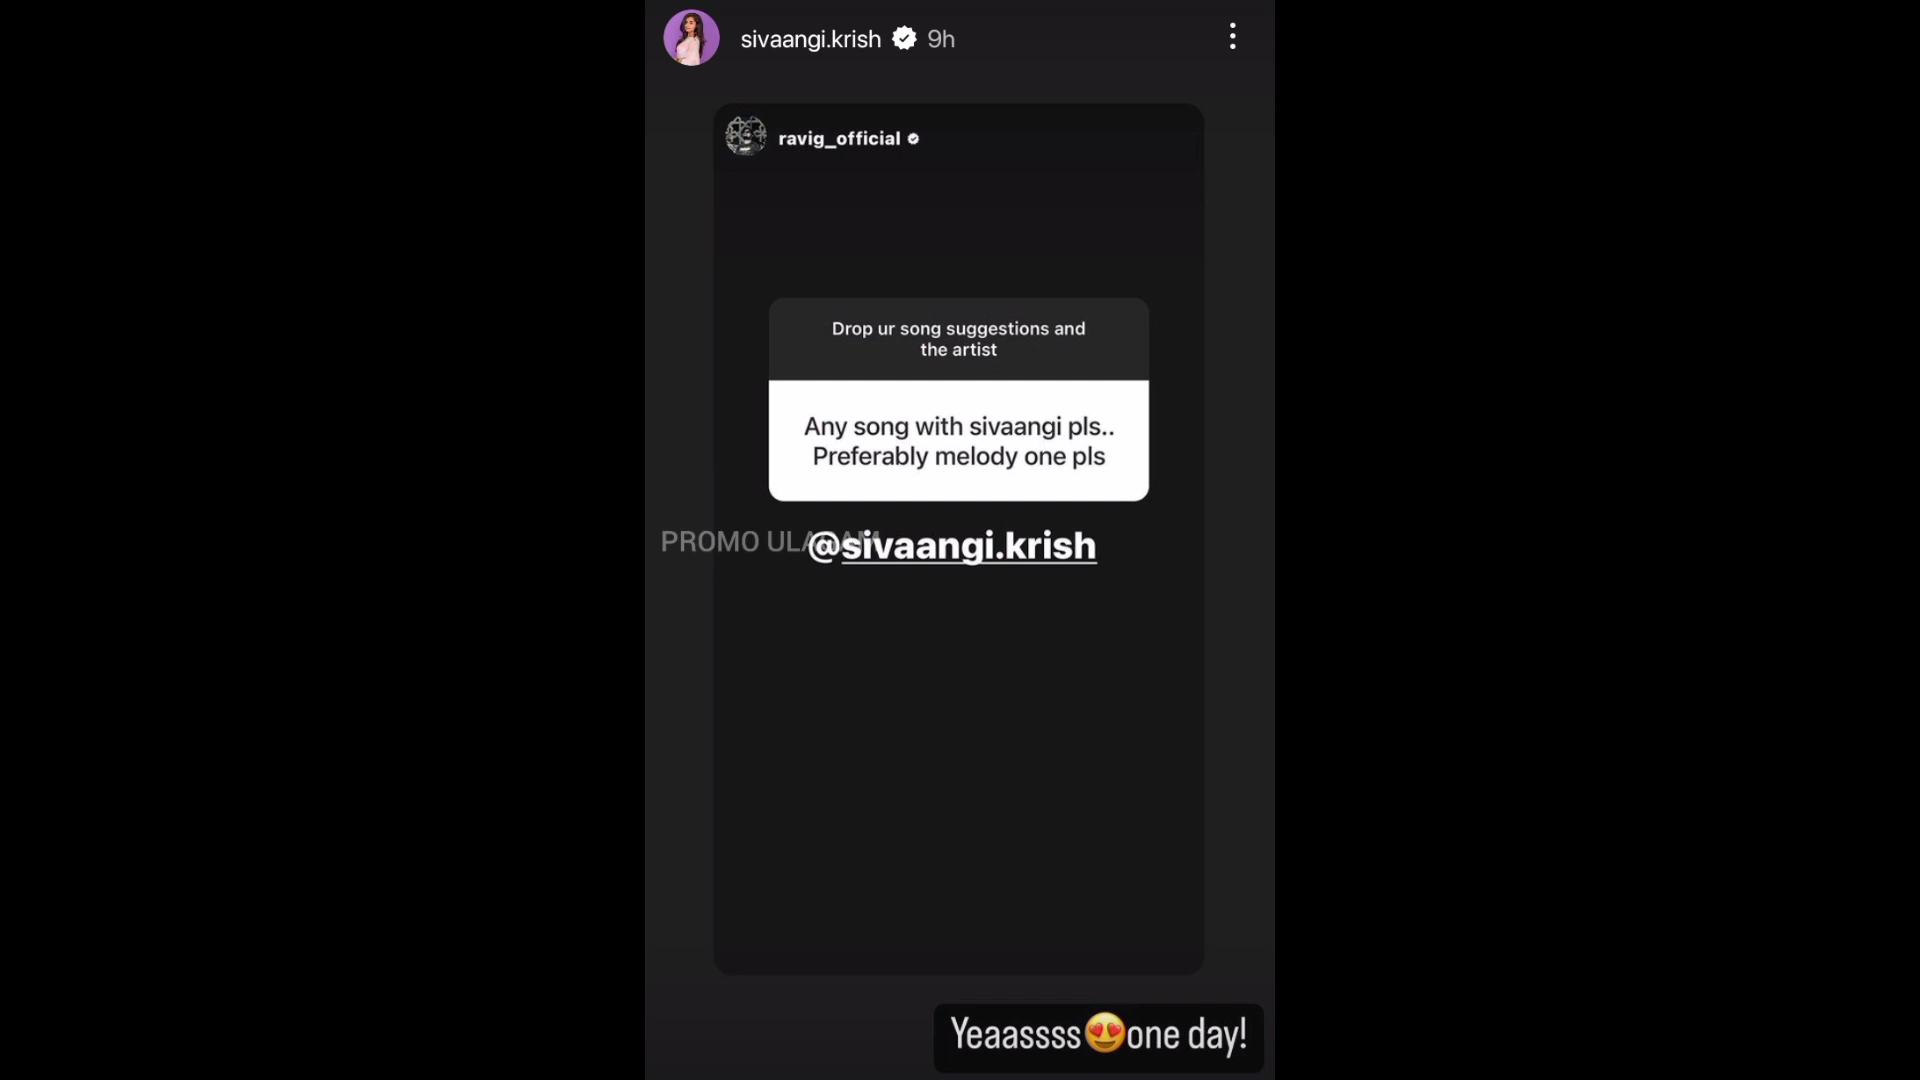 sivaangi.krish 9h
ravig_official
Drop ur song suggestions and
the artist
Any song with sivaangi pls..
Preferably melody one pls
PROMO ULAGAM
@sivaangi.krish
Yeaassss😍one day!